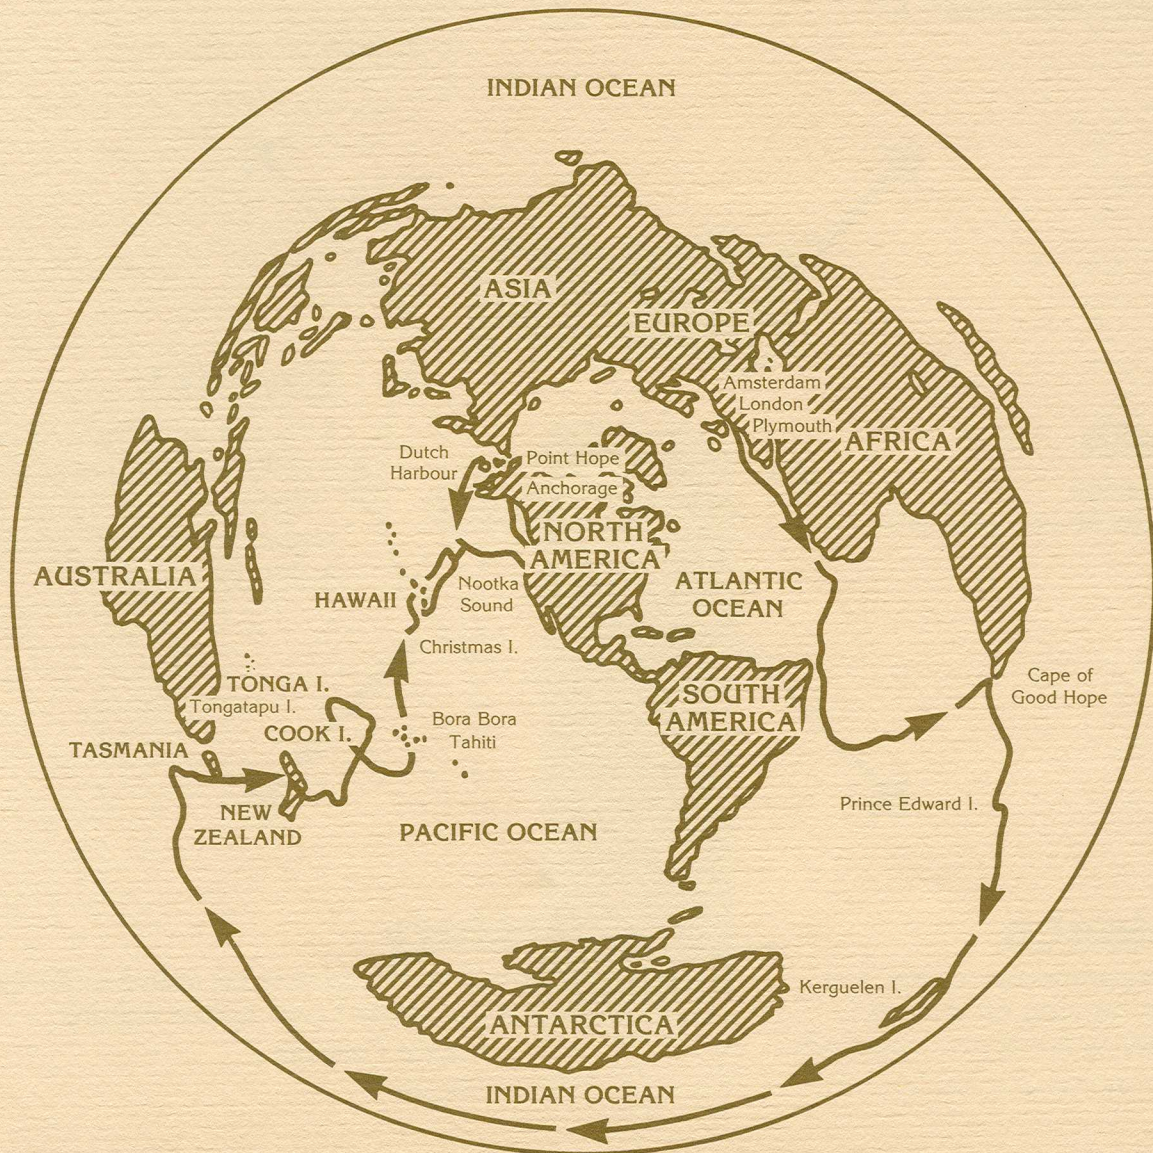 INDIAN OCEAN
ASIA
EUROPE
Amsterdam
London
Plymouth
AFRICA
Dutch
Harbour
Point Hope
Anchorage
NORTH
AMERICA
AUSTRALIA
HAWAII
Nootka
Sound
ATLANTIC
OCEAN
Christmas I.
TONGA I.
Tongatapu I.
COOK I.
Bora Bora
Tahiti
SOUTH
AMERICA
Cape of
Good Hope
TASMANIA
NEW
ZEALAND
PACIFIC OCEAN
Prince Edward I.
Kerguelen I.
ANTARCTICA
INDIAN OCEAN